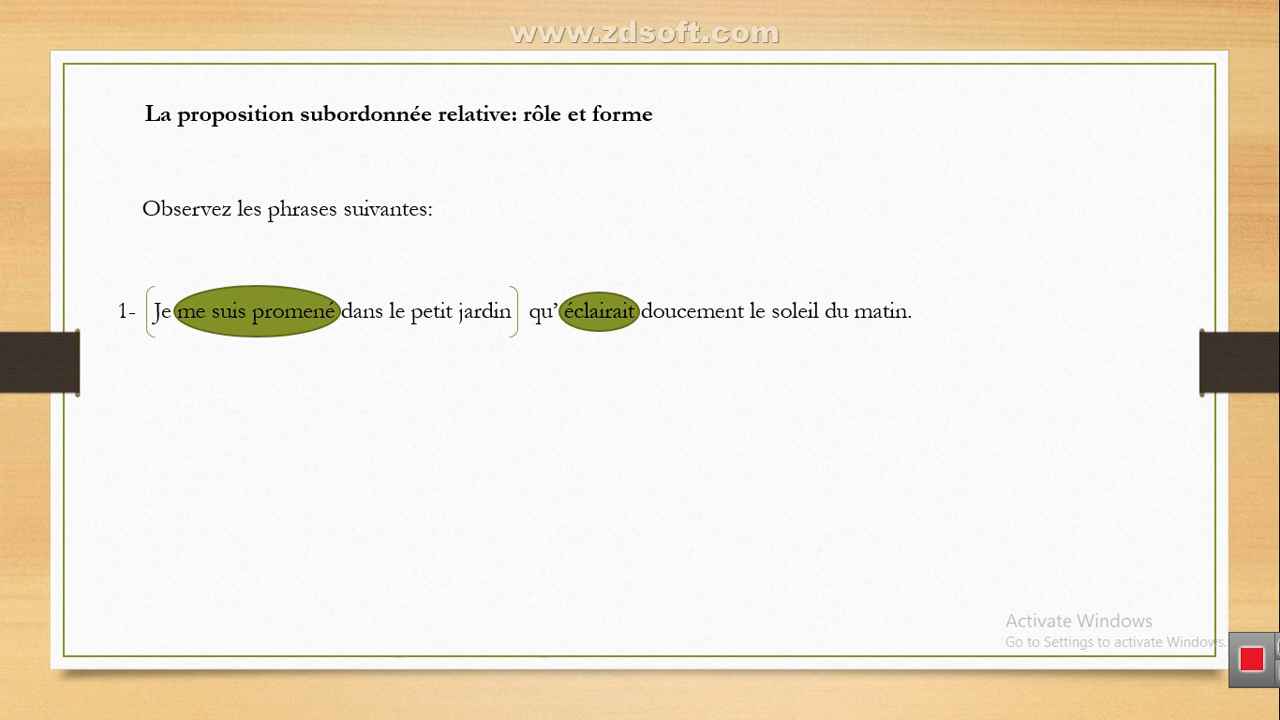 www.zdsoft.com
La proposition subordonnée relative: rôle et forme
Observez les phrases suivantes:
1- Je me suis promené dans le petit jardin qu’ éclairait doucement le soleil du matin.
Activate Windows
Go to Settings to activate Windows.